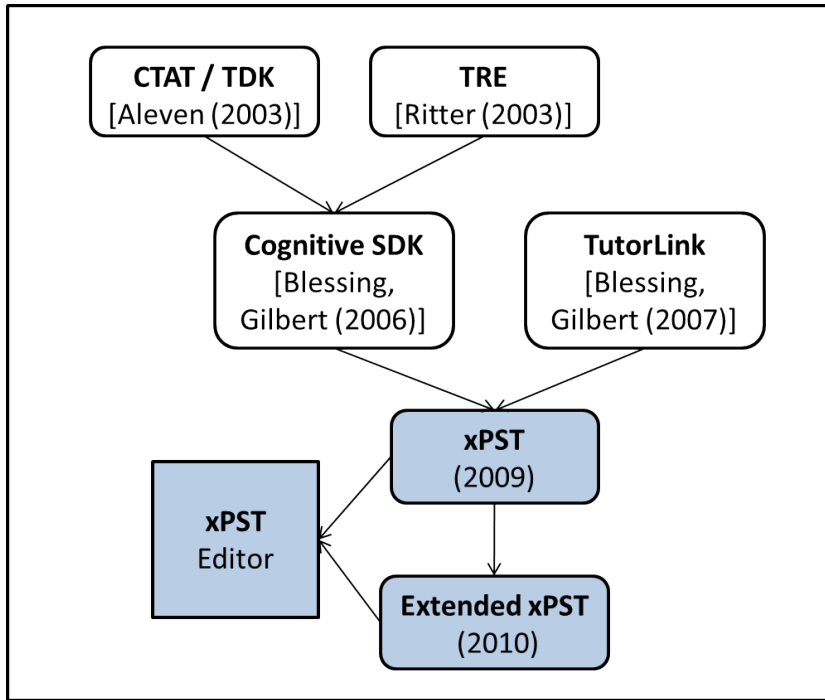 CTAT / TDK
[Aleven (2003)]
TRE
[Ritter (2003)]
Cognitive SDK
[Blessing,
Gilbert (2006)]
TutorLink
[Blessing,
Gilbert (2007)]
xPST
(2009)
xPST
Editor
Extended xPST
(2010)